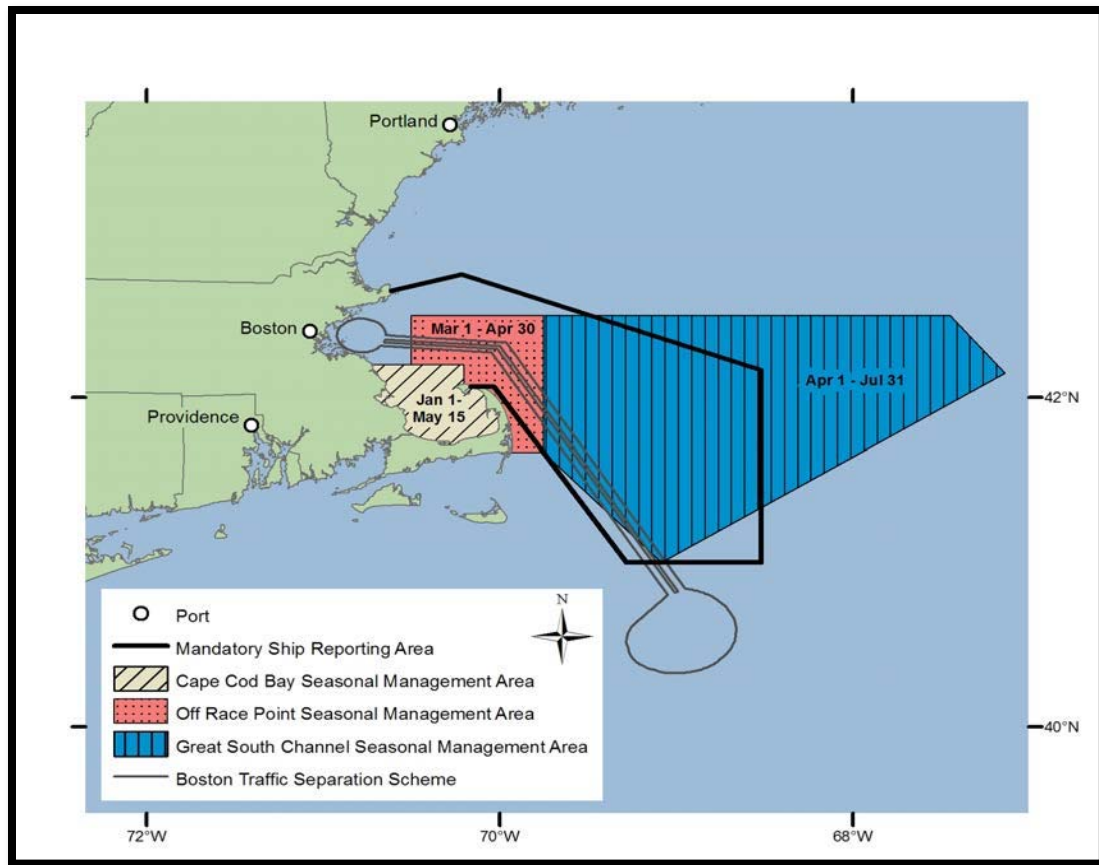 Portland
Boston
Mar 1 - Apr 30
Apr 1 - Jul 31
42°N
Jan 1-
May 15
Providence
N
Port
Mandatory Ship Reporting Area
Cape Cod Bay Seasonal Management Area
Off Race Point Seasonal Management Area
Great South Channel Seasonal Management Area
Boston Traffic Separation Scheme
40°N
72°W
70°W
68°W